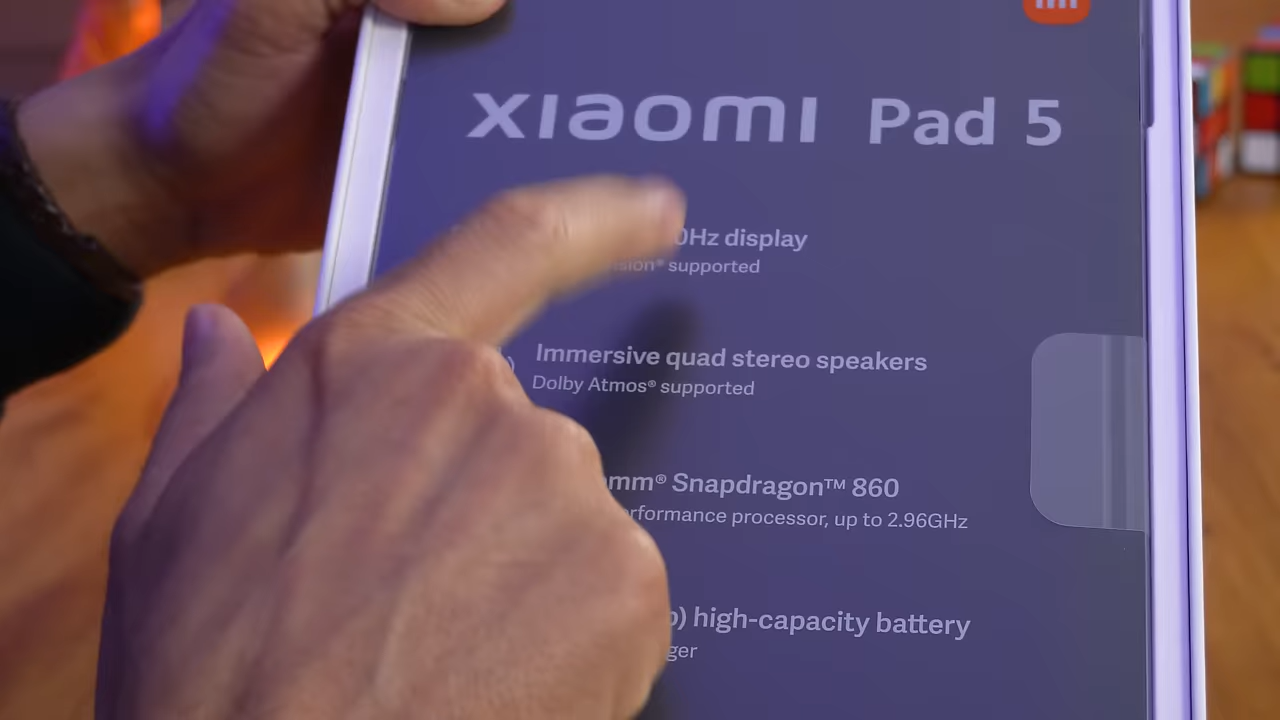 xiaomi Pad 5
0Hz display
supported
Immersive quad stereo speakers
Dolby Atmos® supported
mm® Snapdragon™ 860
rformance processor, up to 2.96GHz
) high-capacity battery
ger